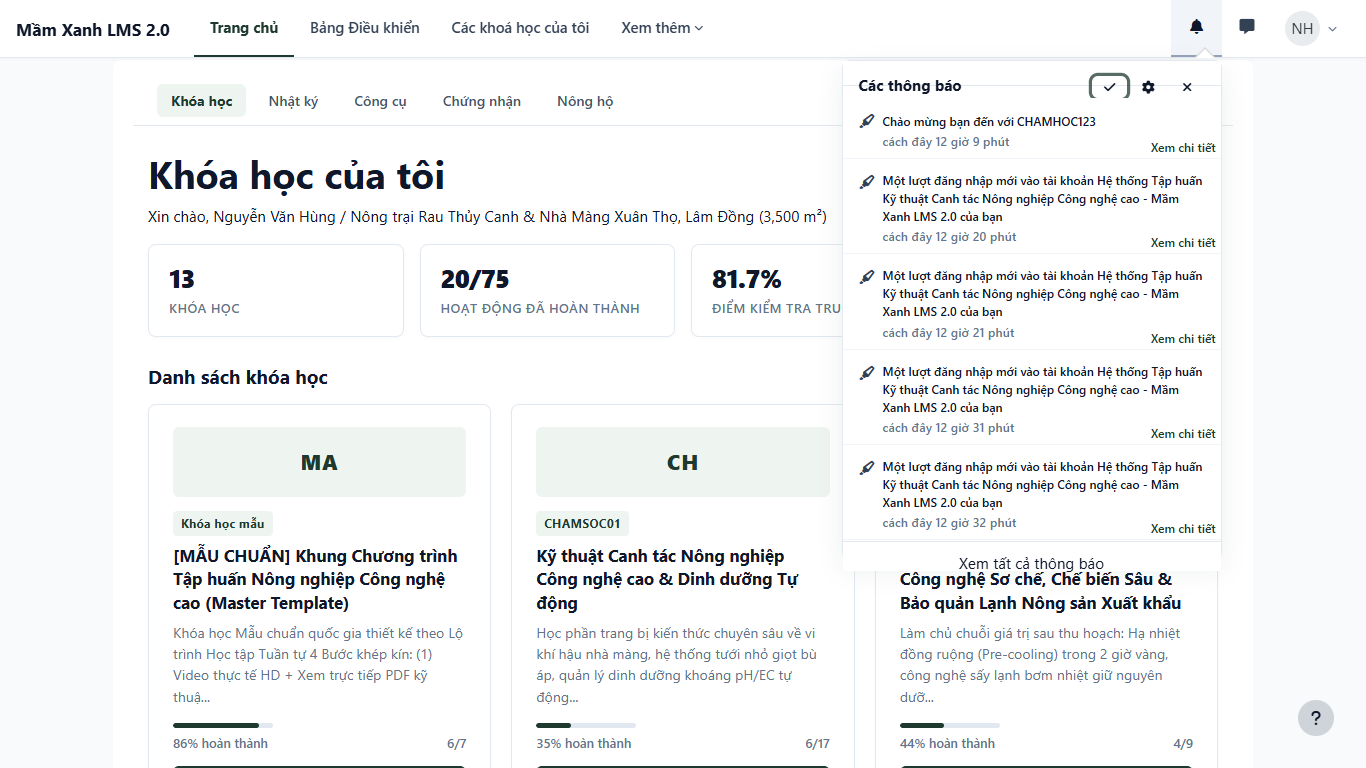 Mầm Xanh LMS 2.0
Trang chủ
Bảng Điều khiển
Các khoá học của tôi
Xem thêm
NH
Khóa học
Nhật ký
Công cụ
Chứng nhận
Nông hộ
Khóa học của tôi
Xin chào, Nguyễn Văn Hùng / Nông trại Rau Thủy Canh & Nhà Màng Xuân Thọ, Lâm Đồng (3,500 m²)
13
KHÓA HỌC
20/75
HOẠT ĐỘNG ĐÃ HOÀN THÀNH
81.7%
ĐIỂM KIỂM TRA TRU
Các thông báo
Chào mừng bạn đến với CHAMHOC123
cách đây 12 giờ 9 phút
Xem chi tiết
Một lượt đăng nhập mới vào tài khoản Hệ thống Tập huấn
Kỹ thuật Canh tác Nông nghiệp Công nghệ cao - Mầm
Xanh LMS 2.0 của bạn
cách đây 12 giờ 20 phút
Xem chi tiết
Một lượt đăng nhập mới vào tài khoản Hệ thống Tập huấn
Kỹ thuật Canh tác Nông nghiệp Công nghệ cao - Mầm
Xanh LMS 2.0 của bạn
cách đây 12 giờ 21 phút
Xem chi tiết
Một lượt đăng nhập mới vào tài khoản Hệ thống Tập huấn
Kỹ thuật Canh tác Nông nghiệp Công nghệ cao - Mầm
Xanh LMS 2.0 của bạn
cách đây 12 giờ 31 phút
Xem chi tiết
Một lượt đăng nhập mới vào tài khoản Hệ thống Tập huấn
Kỹ thuật Canh tác Nông nghiệp Công nghệ cao - Mầm
Xanh LMS 2.0 của bạn
cách đây 12 giờ 32 phút
Xem chi tiết
Xem tất cả thông báo
Danh sách khóa học
MA
Khóa học mẫu
[MẪU CHUẨN] Khung Chương trình
Tập huấn Nông nghiệp Công nghệ
cao (Master Template)
Khóa học Mẫu chuẩn quốc gia thiết kế theo Lộ
trình Học tập Tuần tự 4 Bước khép kín: (1)
Video thực tế HD + Xem trực tiếp PDF kỹ
thuậ...
86% hoàn thành
6/7
CH
CHAMSOC01
Kỹ thuật Canh tác Nông nghiệp
Công nghệ cao & Dinh dưỡng Tự
động
Học phần trang bị kiến thức chuyên sâu về vi
khí hậu nhà màng, hệ thống tưới nhỏ giọt bù
áp, quản lý dinh dưỡng khoáng pH/EC tự
động...
35% hoàn thành
6/17
Công nghệ Sơ chế, Chế biến Sâu &
Bảo quản Lạnh Nông sản Xuất khẩu
Làm chủ chuỗi giá trị sau thu hoạch: Hạ nhiệt
đồng ruộng (Pre-cooling) trong 2 giờ vàng,
công nghệ sấy lạnh bơm nhiệt giữ nguyên
dưỡ...
44% hoàn thành
4/9
?